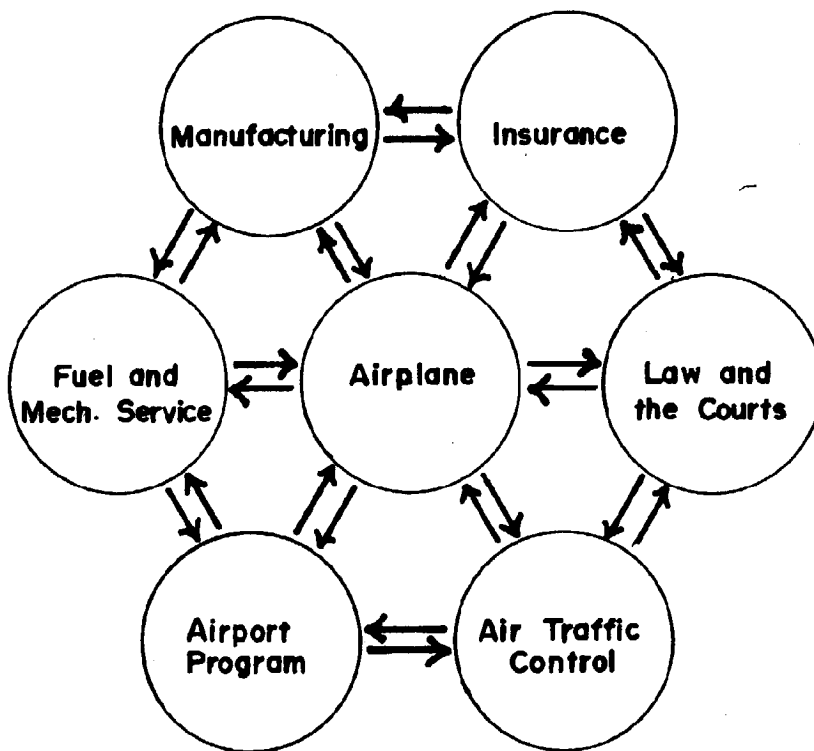 Manufacturing
Insurance
Fuel and
Mech. Service
Airplane
Law and
the Courts
Airport
Program
Air Traffic
Control